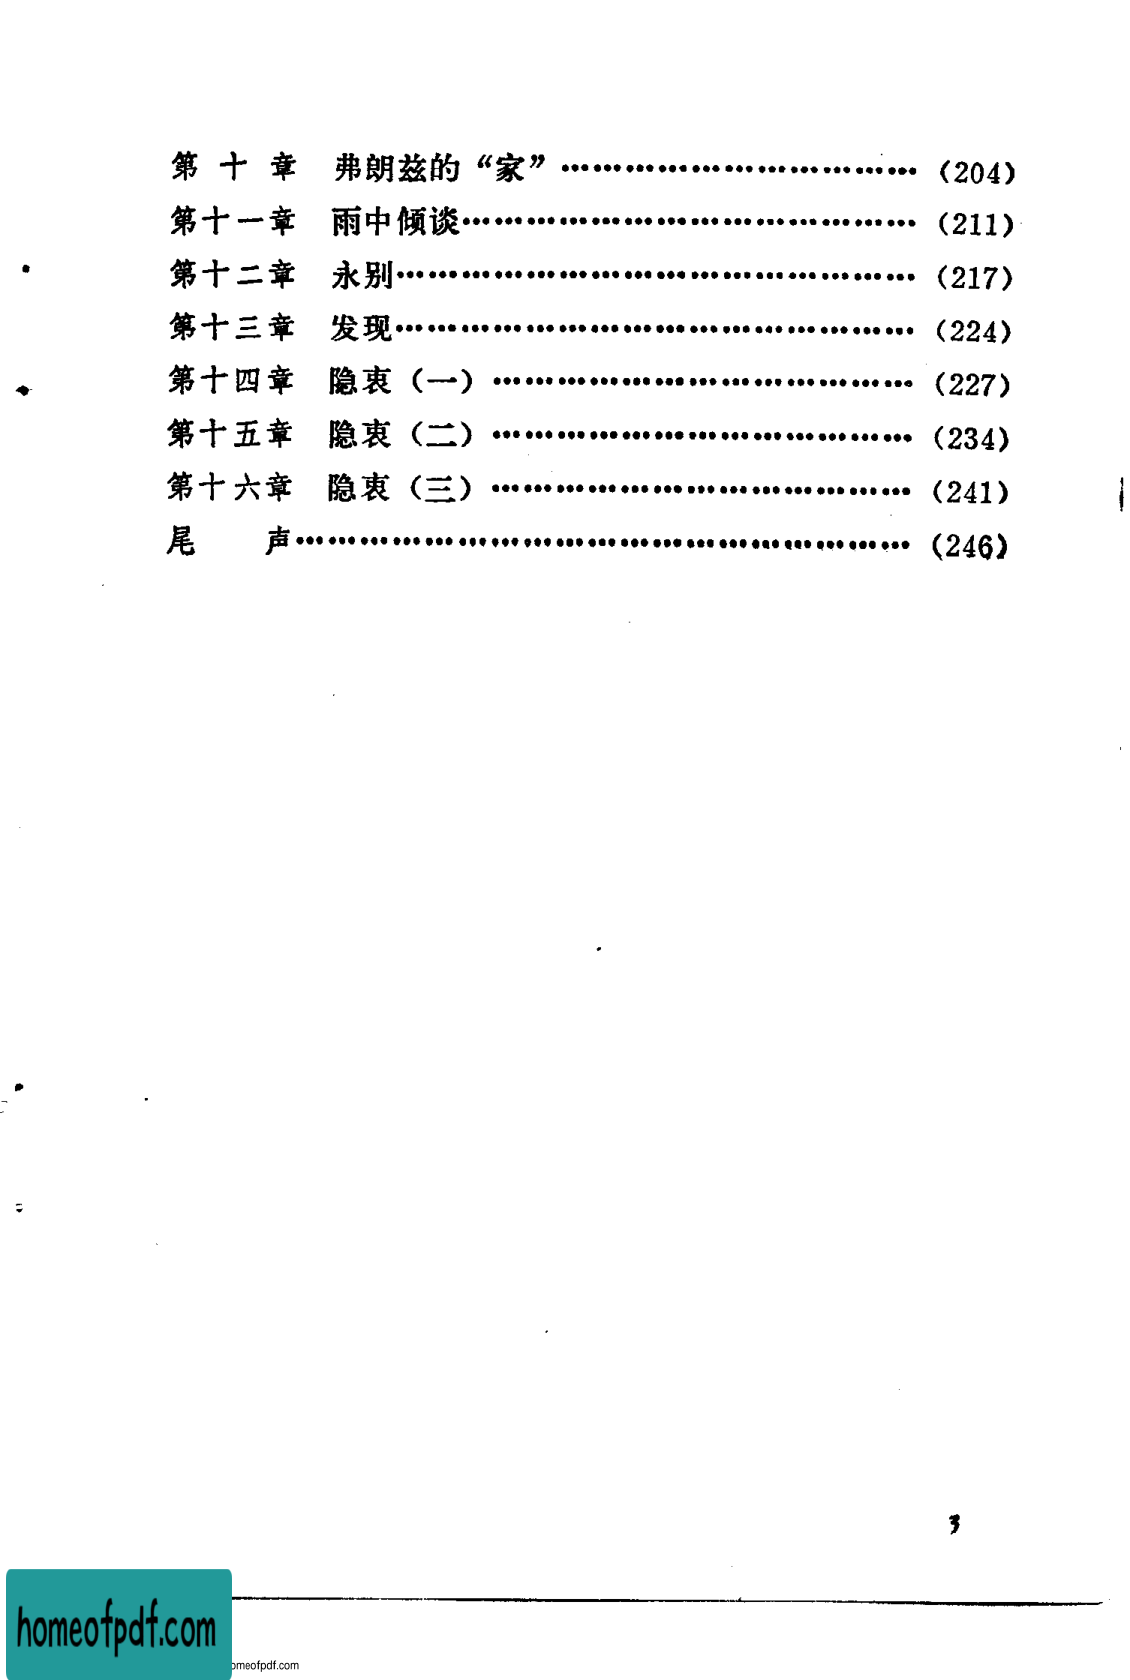 第十章 弗朗兹的“家”…………………………………(204)
第十一章 雨中倾谈…………………………………………(211)
第十二章 永别………………………………………………(217)
第十三章 发现………………………………………………(224)
第十四章 隐衷（一）………………………………………(227)
第十五章 隐衷（二）………………………………………(234)
第十六章 隐衷（三）………………………………………(241)
尾声…………………………………………………………(246)
3
homeofpdf.com
omeofpdf.com